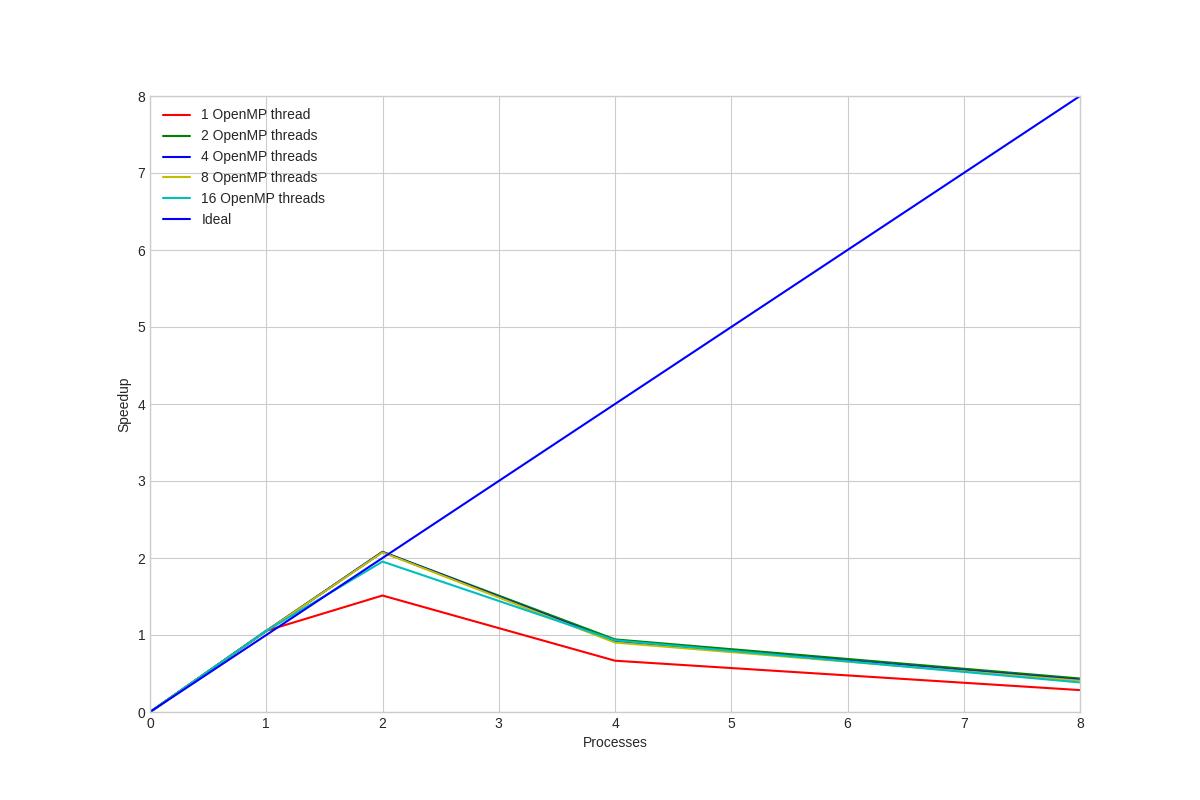 8
7
6
5
4
3
2
1
0
Speedup
1 OpenMP thread
2 OpenMP threads
4 OpenMP threads
8 OpenMP threads
16 OpenMP threads
Ideal
0 1 2 3 4 5 6 7 8
Processes